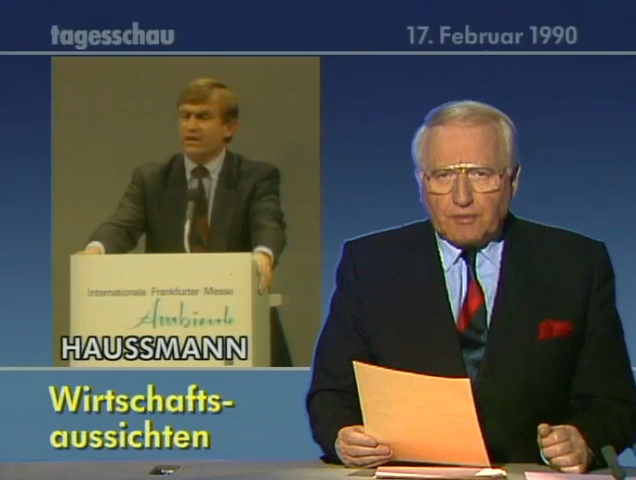 tagesschau
17. Februar 1990
Internationale Frankfurter Messe
Ambiente
HAUSSMANN
Wirtschafts-
aussichten